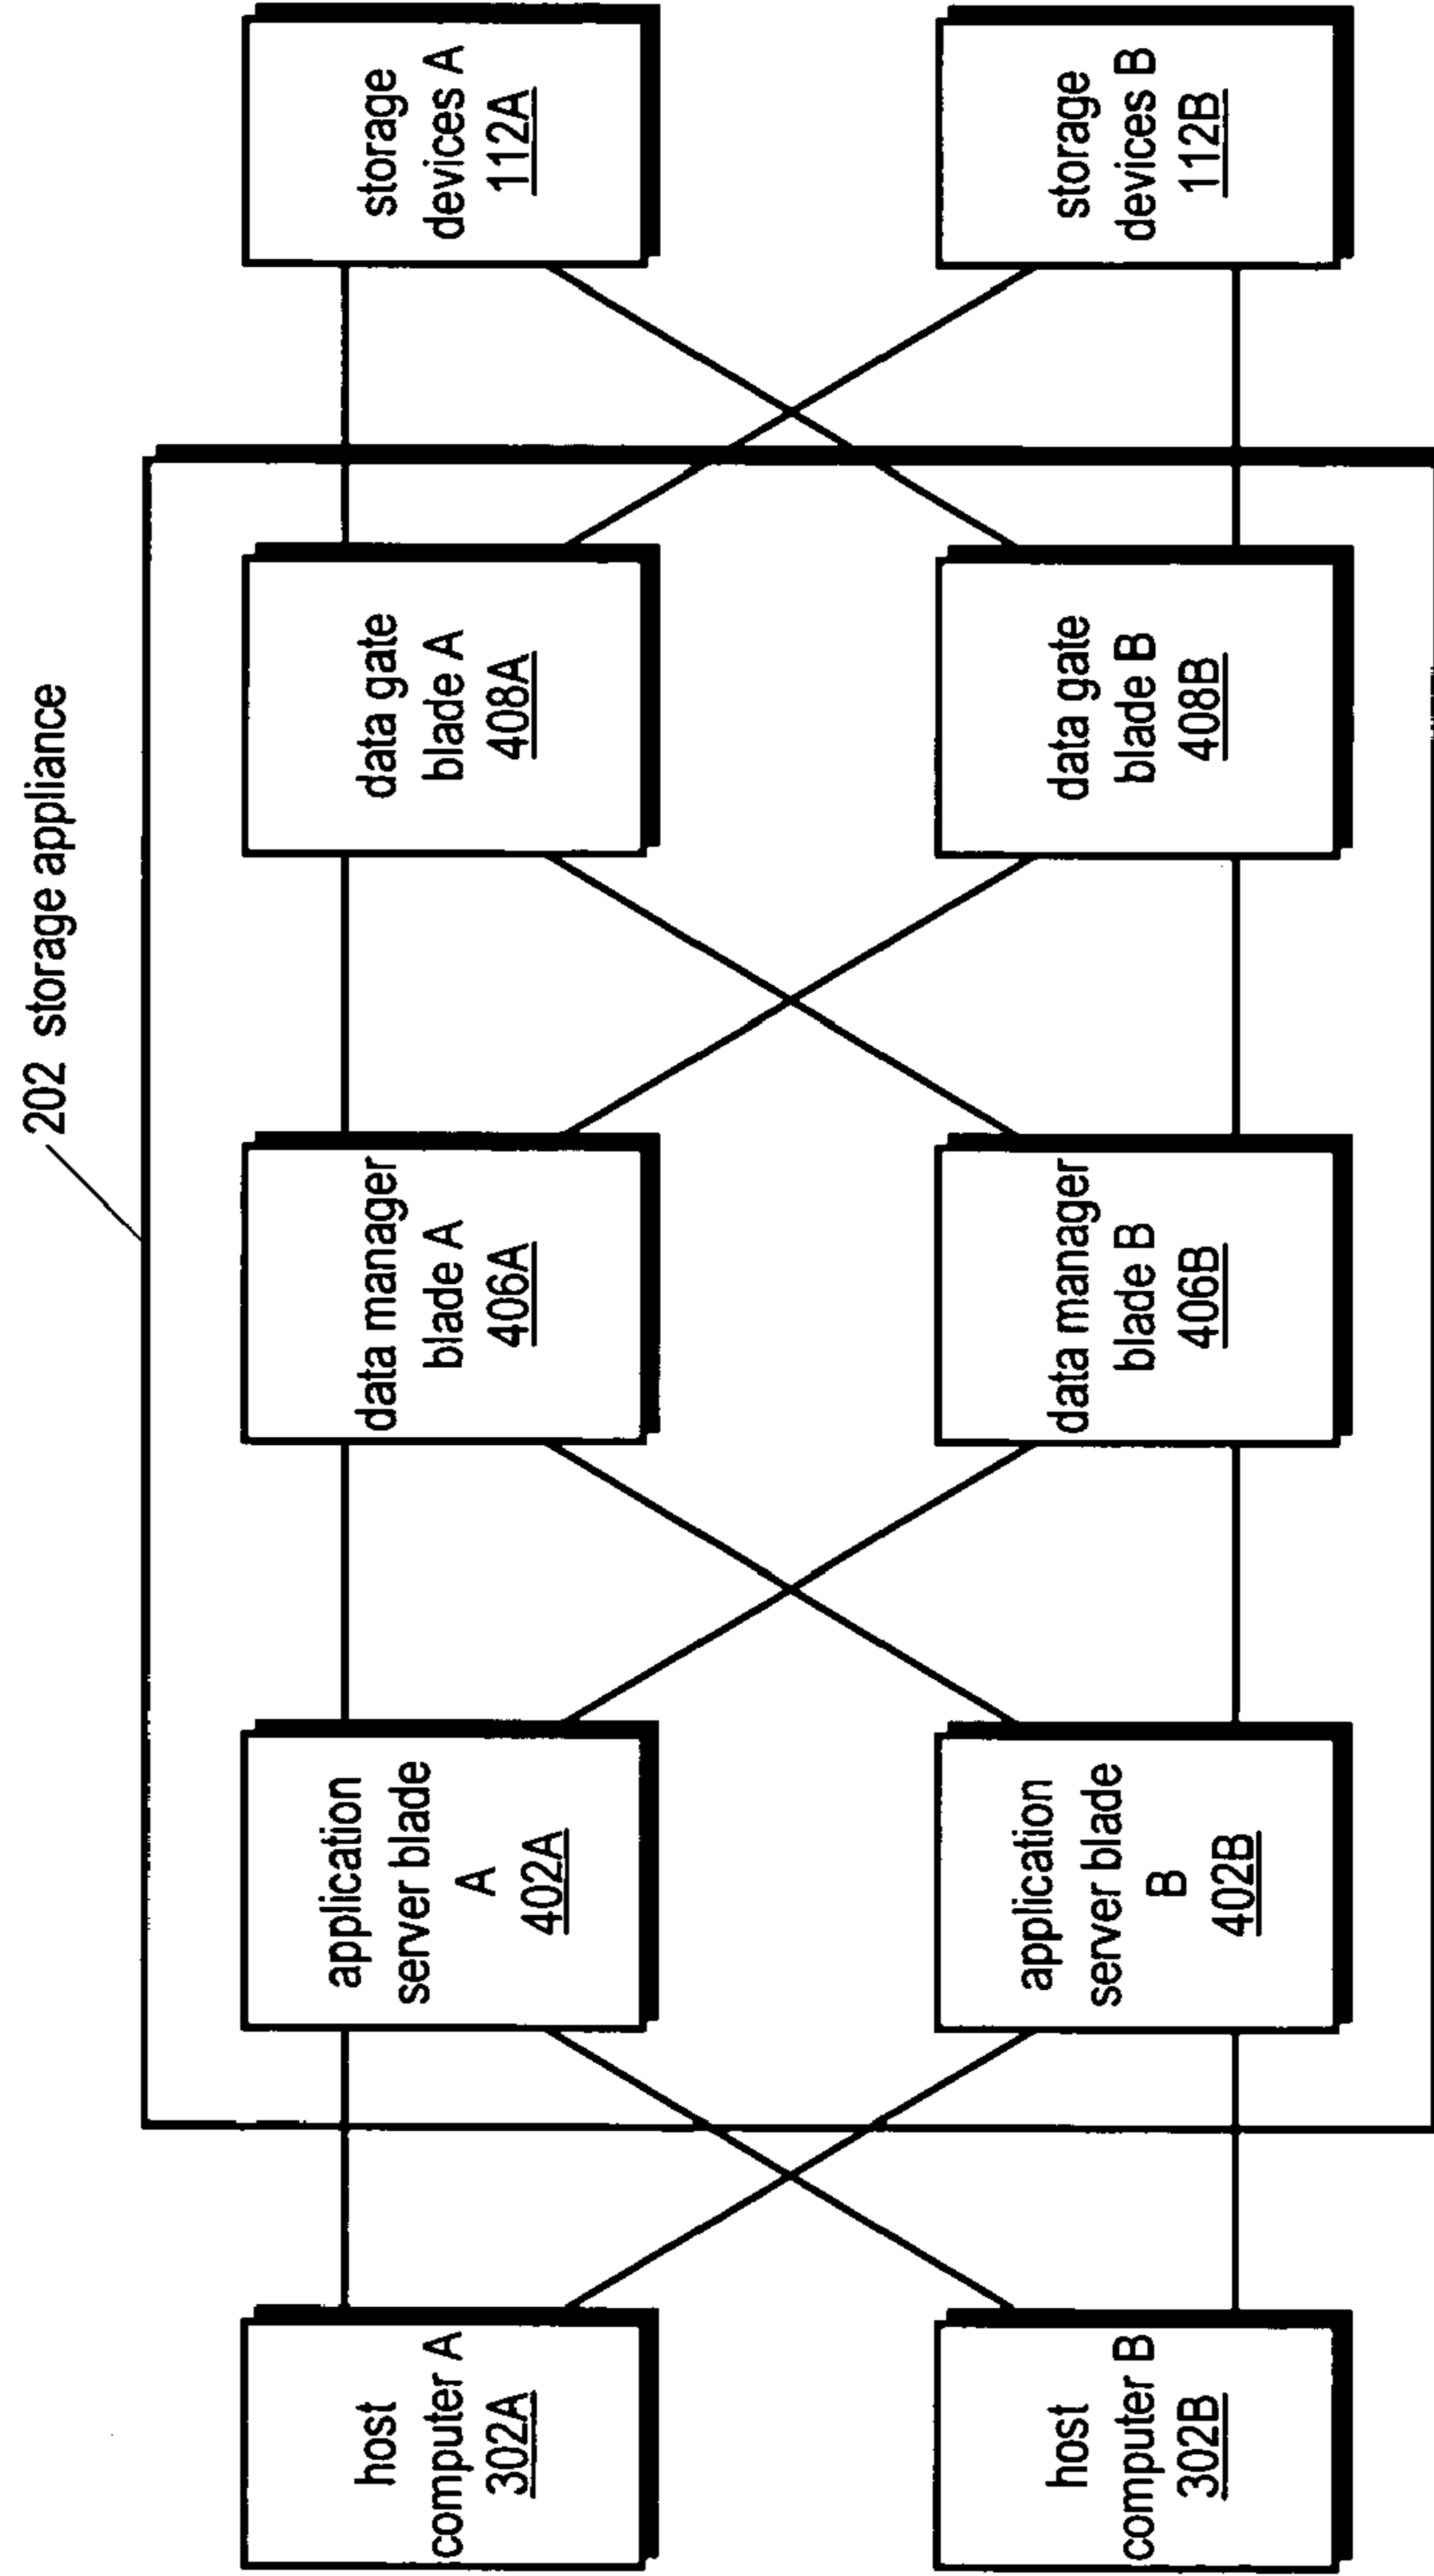 202 storage appliance
host
computer A
302A
application
server blade
A
402A
data manager
blade A
406A
data gate
blade A
408A
storage
devices A
112A
host
computer B
302B
application
server blade
B
402B
data manager
blade B
406B
data gate
blade B
408B
storage
devices B
112B